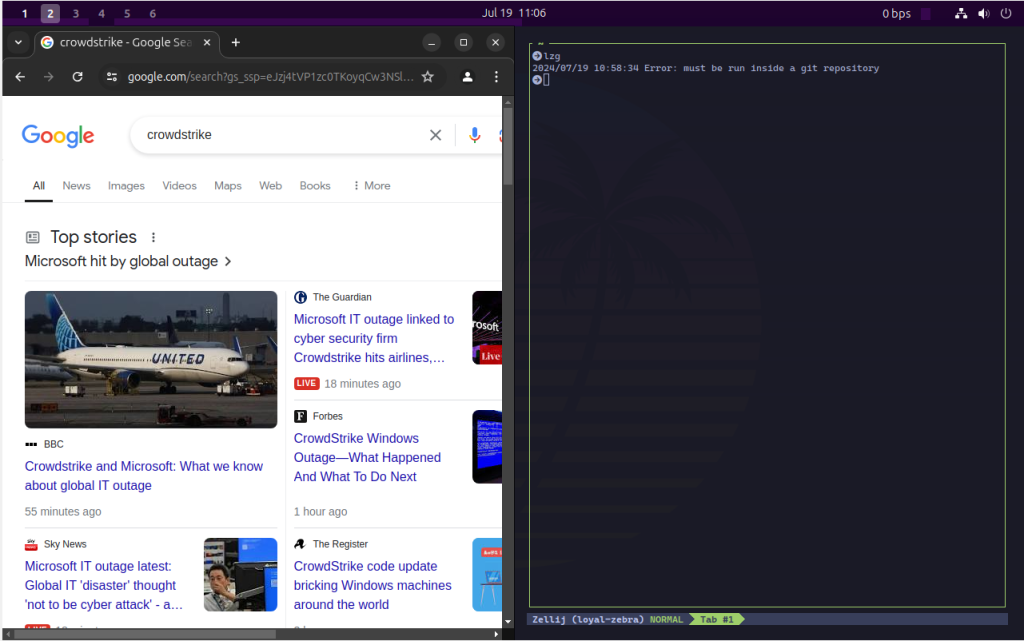 1 2 3 4 5 6
Jul 19 11:06
0 bps
crowdstrike - Google Sea
google.com/search?gs_ssp=eJzj4tVP1zc0TKoyqCw3NSl...
Google
crowdstrike
All News Images Videos Maps Web Books More
Top stories
Microsoft hit by global outage
UNITED
BBC
Crowdstrike and Microsoft: What we know
about global IT outage
55 minutes ago
Sky News
Microsoft IT outage latest:
Global IT 'disaster' thought
'not to be cyber attack' - a…
LIVE
The Guardian
Microsoft IT outage linked to
cyber security firm
Crowdstrike hits airlines,…
LIVE 18 minutes ago
rosoft
Live
Forbes
CrowdStrike Windows
Outage—What Happened
And What To Do Next
1 hour ago
The Register
CrowdStrike code update
bricking Windows machines
around the world
~
lzg
2024/07/19 10:58:34 Error: must be run inside a git repository
Zellij (loyal-zebra) NORMAL Tab #1